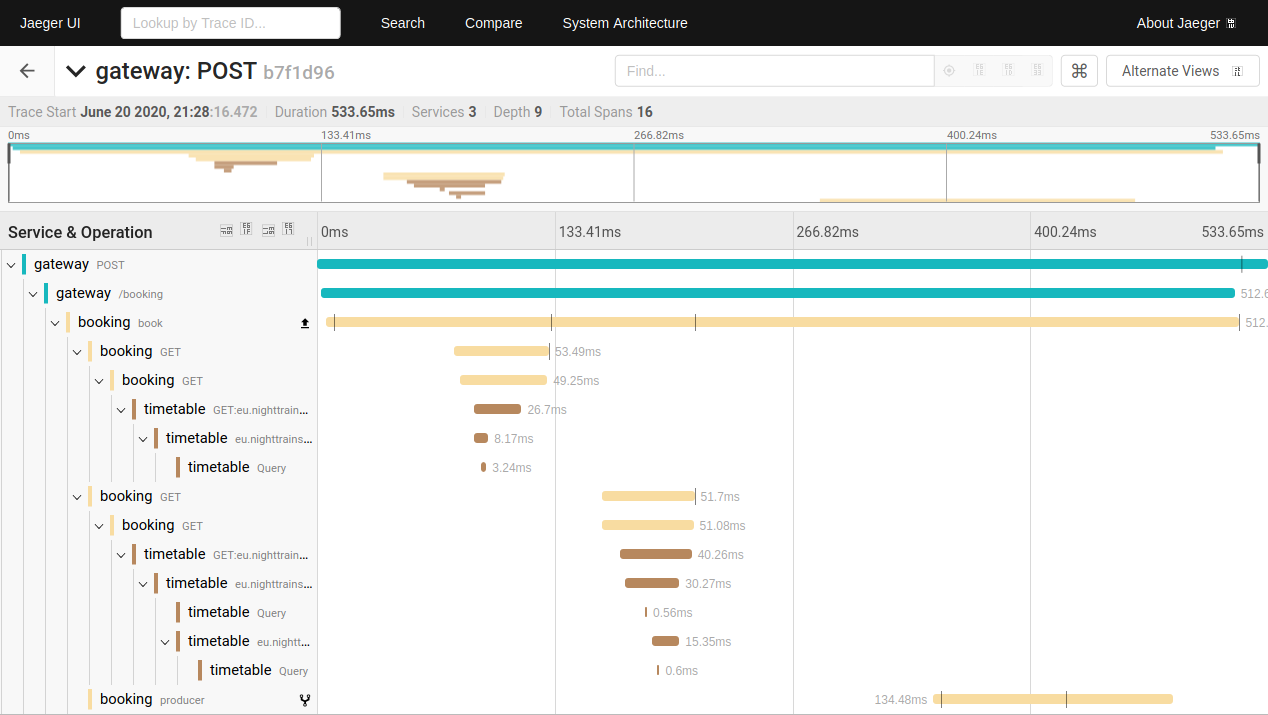 Jaeger UI Lookup by Trace ID... Search Compare System Architecture About Jaeger
gateway: POST b7f1d96 Find... ⌘ Alternate Views
Trace Start June 20 2020, 21:28:16.472 Duration 533.65ms Services 3 Depth 9 Total Spans 16
0ms 133.41ms 266.82ms 400.24ms 533.65ms
Service & Operation 0ms 133.41ms 266.82ms 400.24ms 533.65ms
gateway POST
gateway /booking 512.6
booking book 512.
booking GET 53.49ms
booking GET 49.25ms
timetable GET:eu.nighttrain... 26.7ms
timetable eu.nighttrains... 8.17ms
timetable Query 3.24ms
booking GET 51.7ms
booking GET 51.08ms
timetable GET:eu.nighttrain... 40.26ms
timetable eu.nighttrains... 30.27ms
timetable Query 0.56ms
timetable eu.nightt... 15.35ms
timetable Query 0.6ms
booking producer 134.48ms